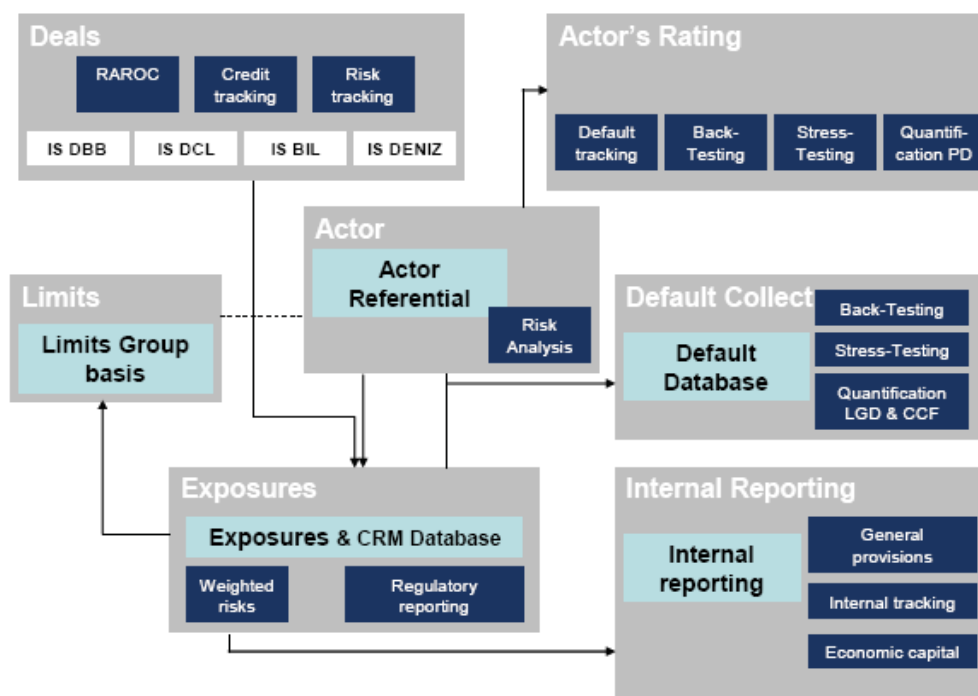 Deals
RAROC
Credit
tracking
Risk
tracking
IS DBB
IS DCL
IS BIL
IS DENIZ
Actor's Rating
Default
tracking
Back-
Testing
Stress-
Testing
Quantifi-
cation PD
Actor
Actor
Referential
Risk
Analysis
Limits
Limits Group
basis
Default Collect
Default
Database
Back-Testing
Stress-Testing
Quantification
LGD & CCF
Exposures
Exposures & CRM Database
Weighted
risks
Regulatory
reporting
Internal Reporting
Internal
reporting
General
provisions
Internal tracking
Economic capital